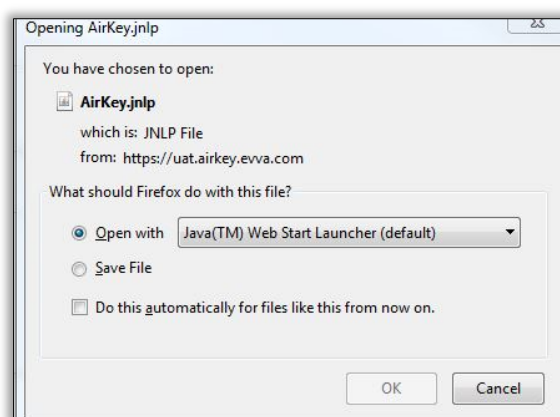 Opening AirKey.jnlp
You have chosen to open:
AirKey.jnlp
which is: JNLP File
from: https://uat.airkey.evva.com
What should Firefox do with this file?
Open with Java(TM) Web Start Launcher (default)
Save File
Do this automatically for files like this from now on.
OK Cancel